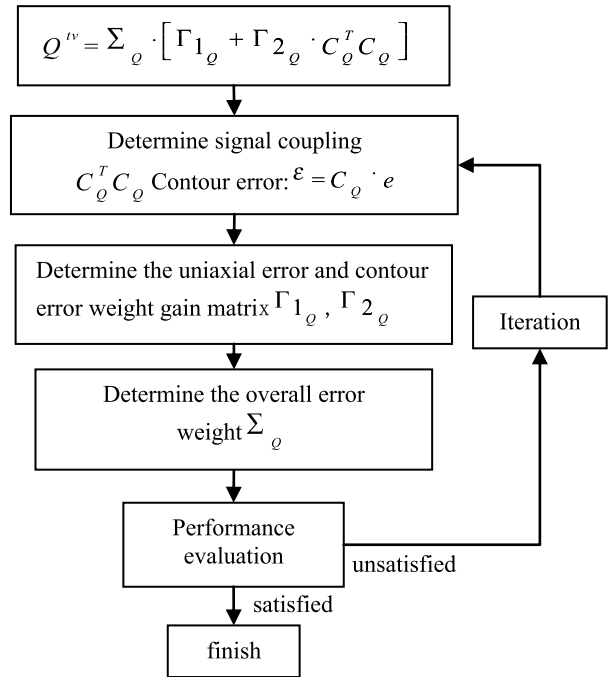 Q^{tv} = Σ_Q · [Γ1_Q + Γ2_Q · C_Q^T C_Q]
Determine signal coupling
C_Q^T C_Q Contour error: ε = C_Q · e
Determine the uniaxial error and contour
error weight gain matrix Γ1_Q , Γ2_Q
Iteration
Determine the overall error
weight Σ_Q
Performance
evaluation
unsatisfied
satisfied
finish